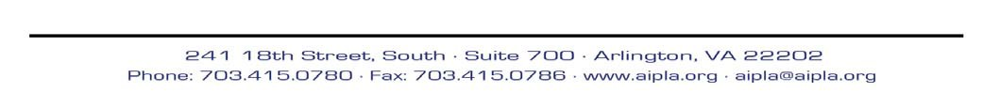 241 18th Street, South · Suite 700 · Arlington, VA 22202
Phone: 703.415.0780 · Fax: 703.415.0786 · www.aipla.org · aipla@aipla.org